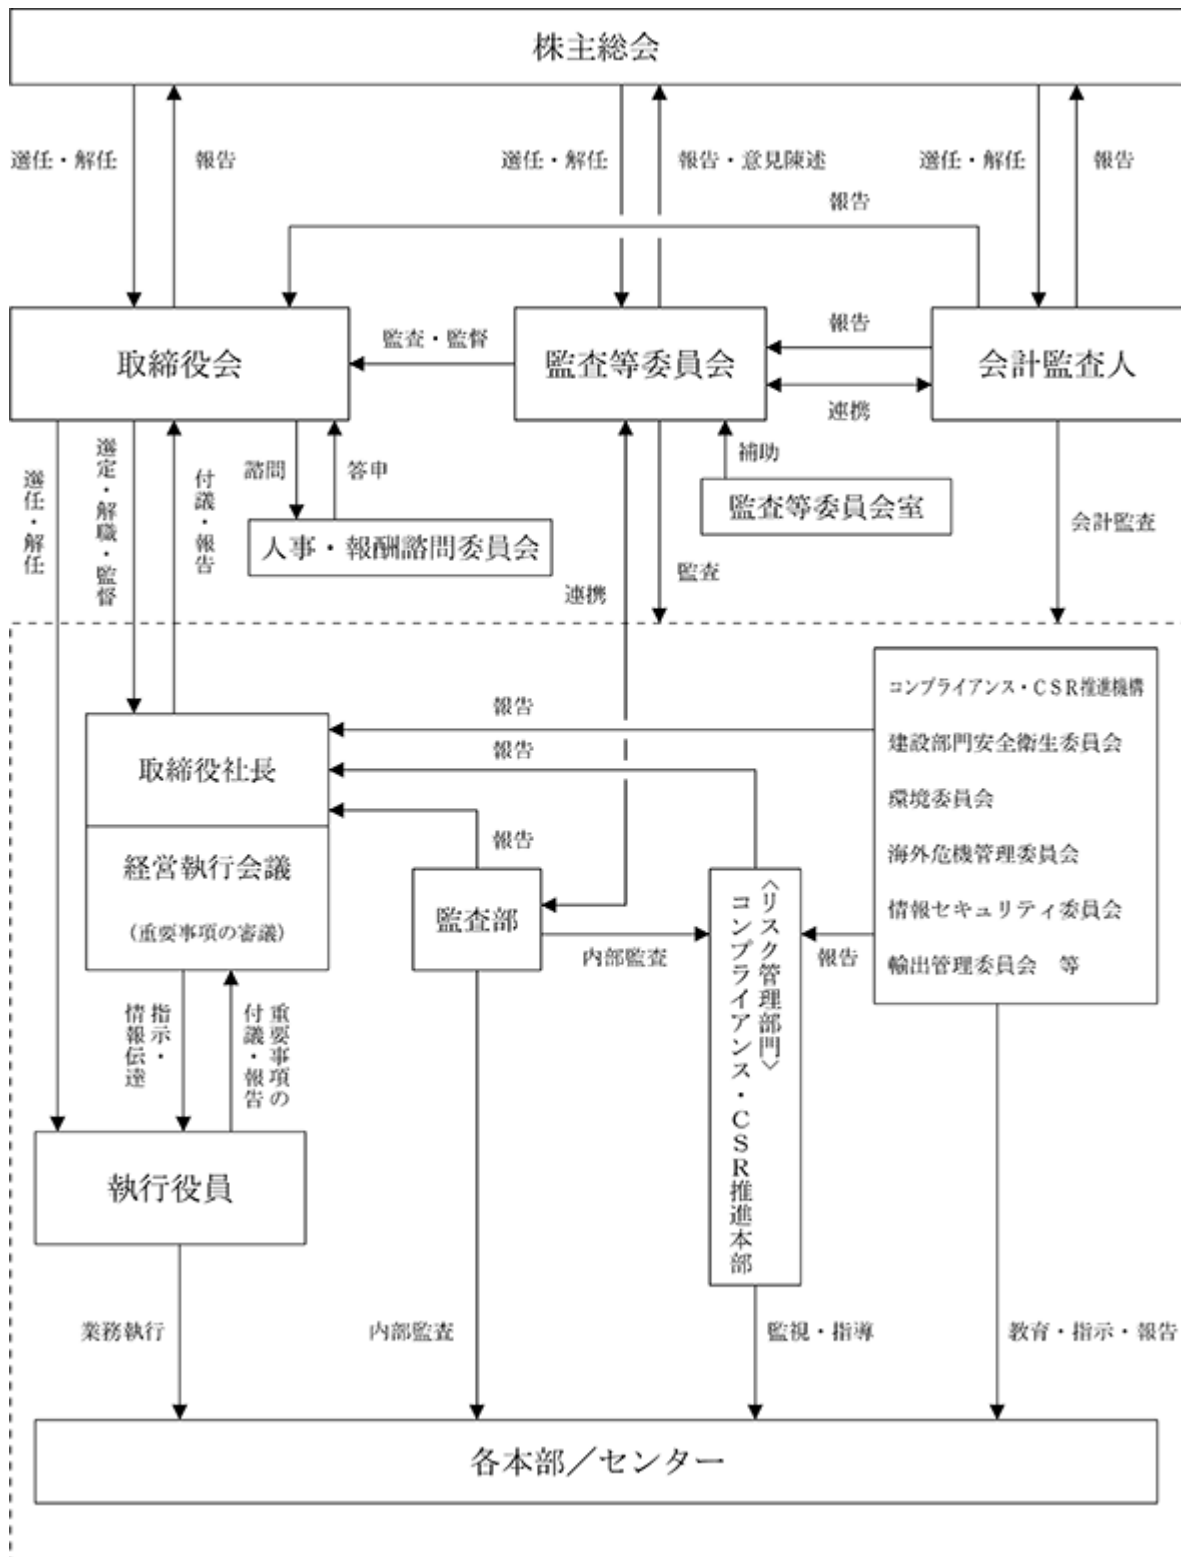 株主総会
選任・解任
報告
選任・解任
報告・意見陳述
選任・解任
報告
報告
取締役会
監査・監督
監査等委員会
報告
連携
会計監査人
選任・解任
選定・解職・監督
付議・報告
諮問
答申
人事・報酬諮問委員会
補助
監査等委員会室
連携
監査
会計監査
取締役社長
経営執行会議
(重要事項の審議)
報告
報告
報告
コンプライアンス・CSR推進機構
建設部門安全衛生委員会
環境委員会
海外危機管理委員会
情報セキュリティ委員会
輸出管理委員会 等
監査部
内部監査
〈リスク管理部門〉
コンプライアンス・CSR推進本部
報告
指示・
情報伝達
重要事項の
付議・報告
執行役員
業務執行
内部監査
監視・指導
教育・指示・報告
各本部/センター